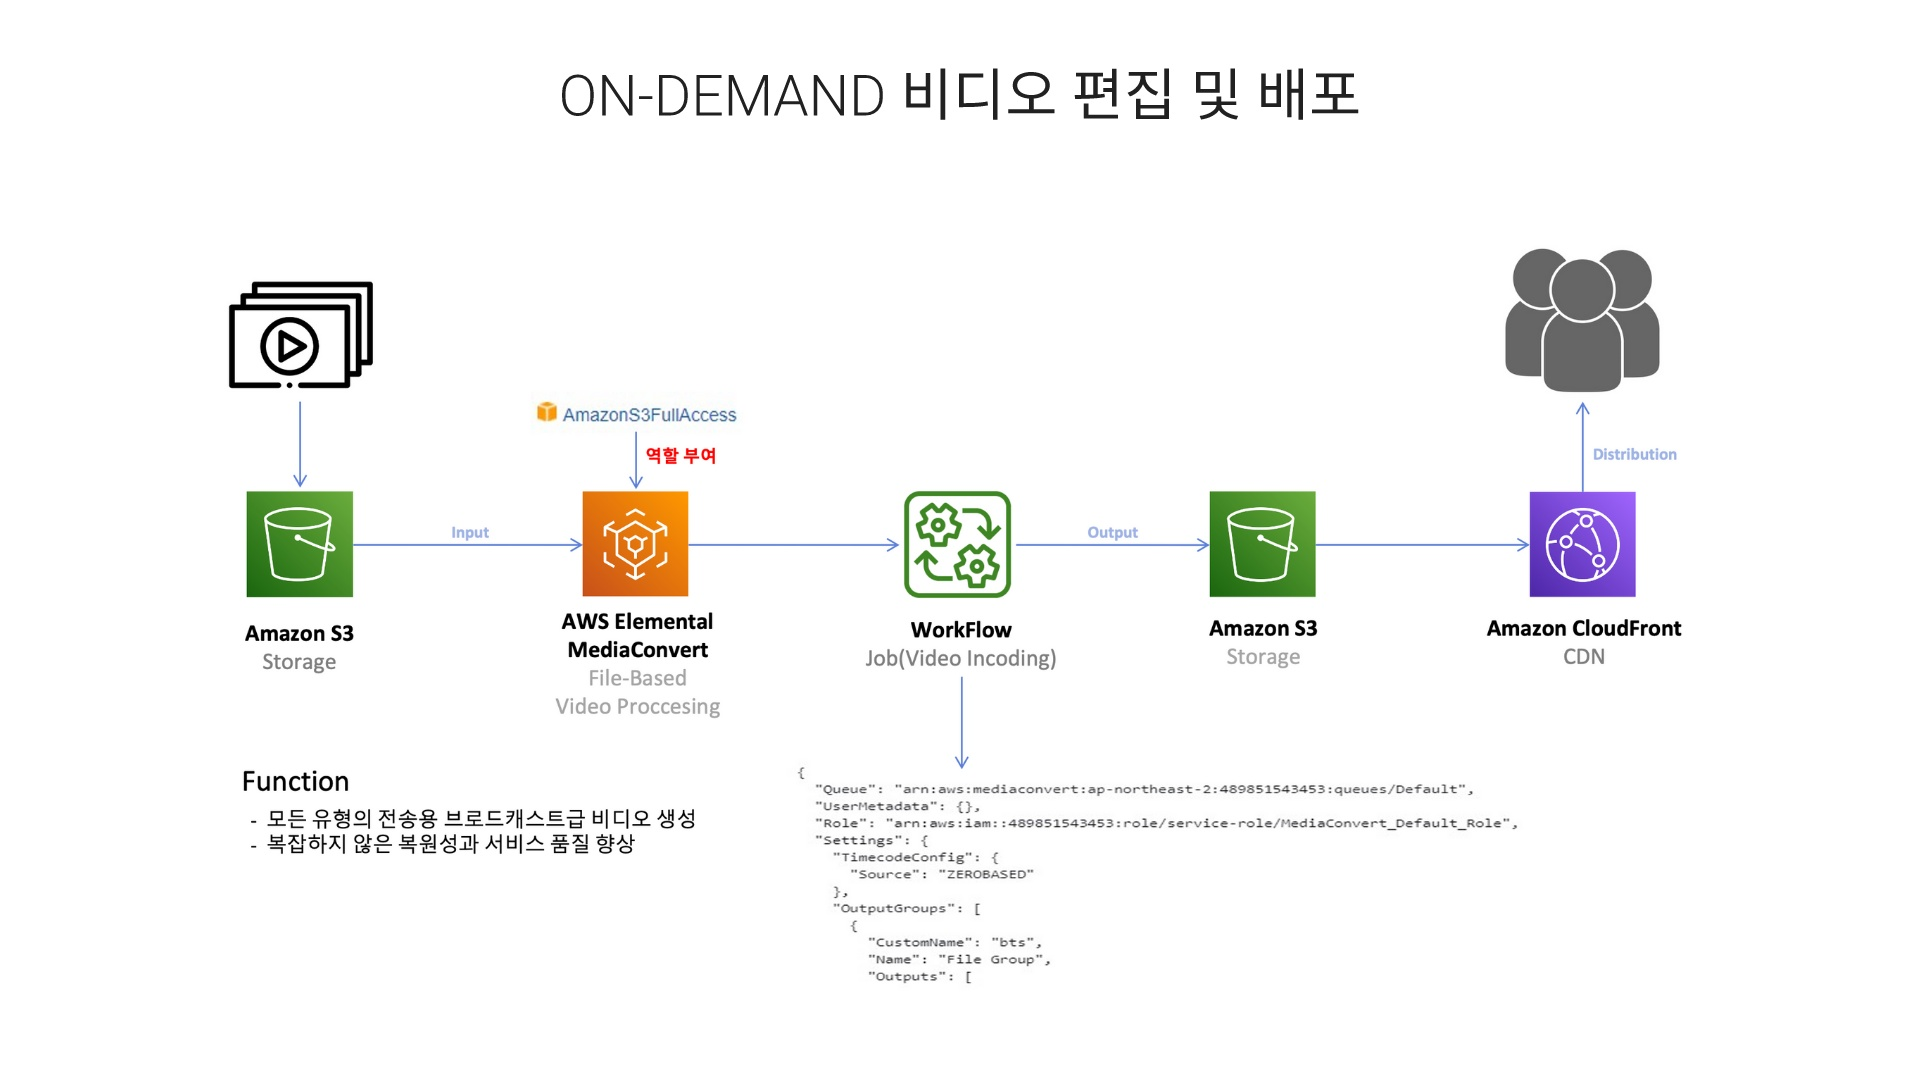 ON-DEMAND 비디오 편집 및 배포
AmazonS3FullAccess
역할 부여
Distribution
Input
Output
Amazon S3
Storage
AWS Elemental
MediaConvert
File-Based
Video Proccesing
WorkFlow
Job(Video Incoding)
Amazon S3
Storage
Amazon CloudFront
CDN
Function
- 모든 유형의 전송용 브로드캐스트급 비디오 생성
- 복잡하지 않은 복원성과 서비스 품질 향상
{
"Queue": "arn:aws:mediaconvert:ap-northeast-2:489851543453:queues/Default",
"UserMetadata": {},
"Role": "arn:aws:iam::489851543453:role/service-role/MediaConvert_Default_Role",
"Settings": {
"TimecodeConfig": {
"Source": "ZEROBASED"
},
"OutputGroups": [
{
"CustomName": "bts",
"Name": "File Group",
"Outputs": [